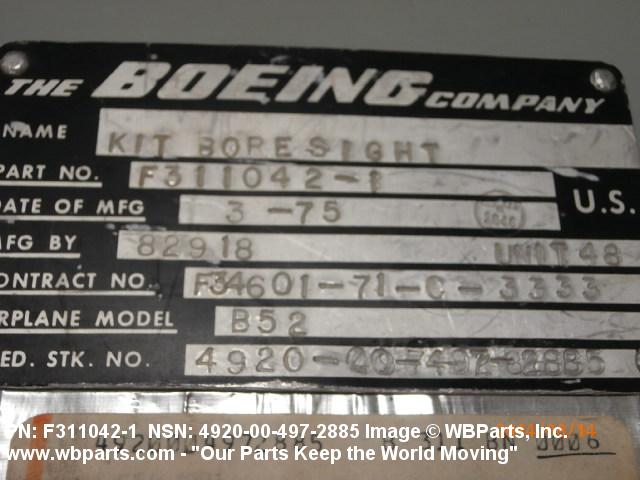 THE BOEING COMPANY
NAME KIT BORESIGHT
PART NO. F311042-1
DATE OF MFG 3-75 U.S.
MFG BY 82918 UNIT 48
CONTRACT NO. F34601-71-C-3333
RPLANE MODEL B52
ED. STK. NO. 4920-00-497-2885
PN: F311042-1 NSN: 4920-00-497-2885 Image © WBParts, Inc.
www.wbparts.com - "Our Parts Keep the World Moving"